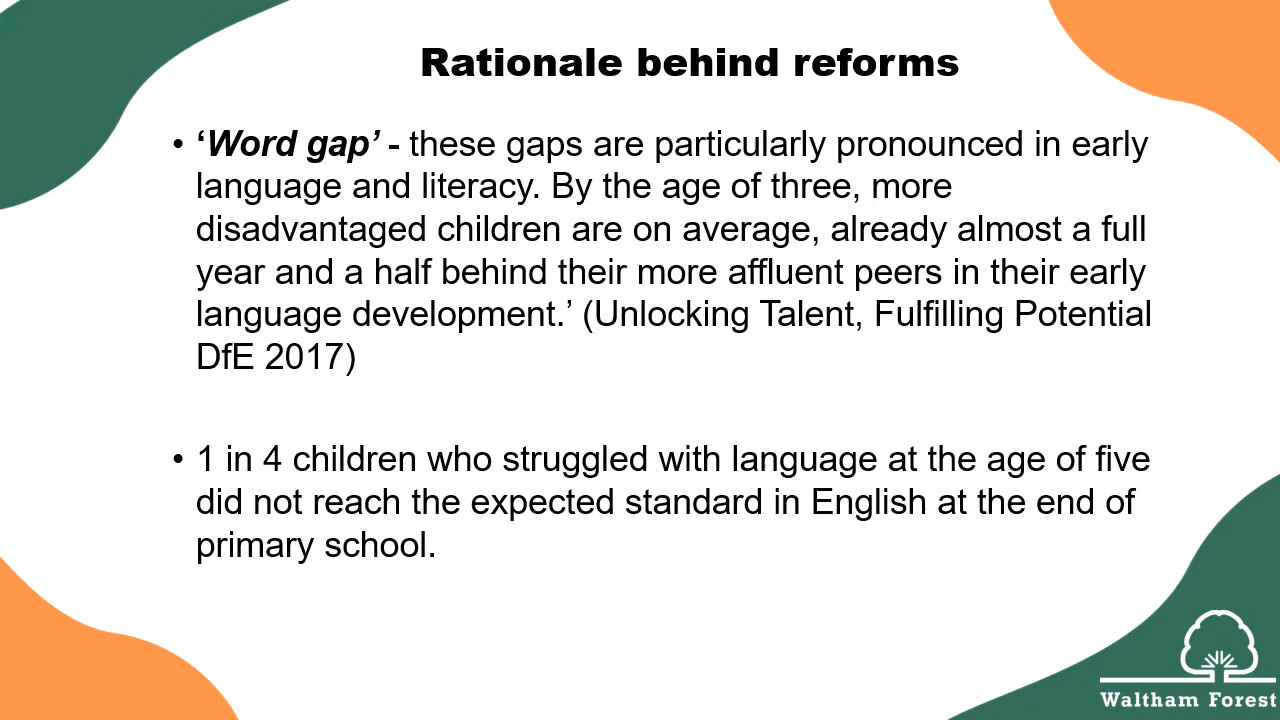 Rationale behind reforms
• ‘Word gap’ - these gaps are particularly pronounced in early
language and literacy. By the age of three, more
disadvantaged children are on average, already almost a full
year and a half behind their more affluent peers in their early
language development.’ (Unlocking Talent, Fulfilling Potential
DfE 2017)
• 1 in 4 children who struggled with language at the age of five
did not reach the expected standard in English at the end of
primary school.
Waltham Forest